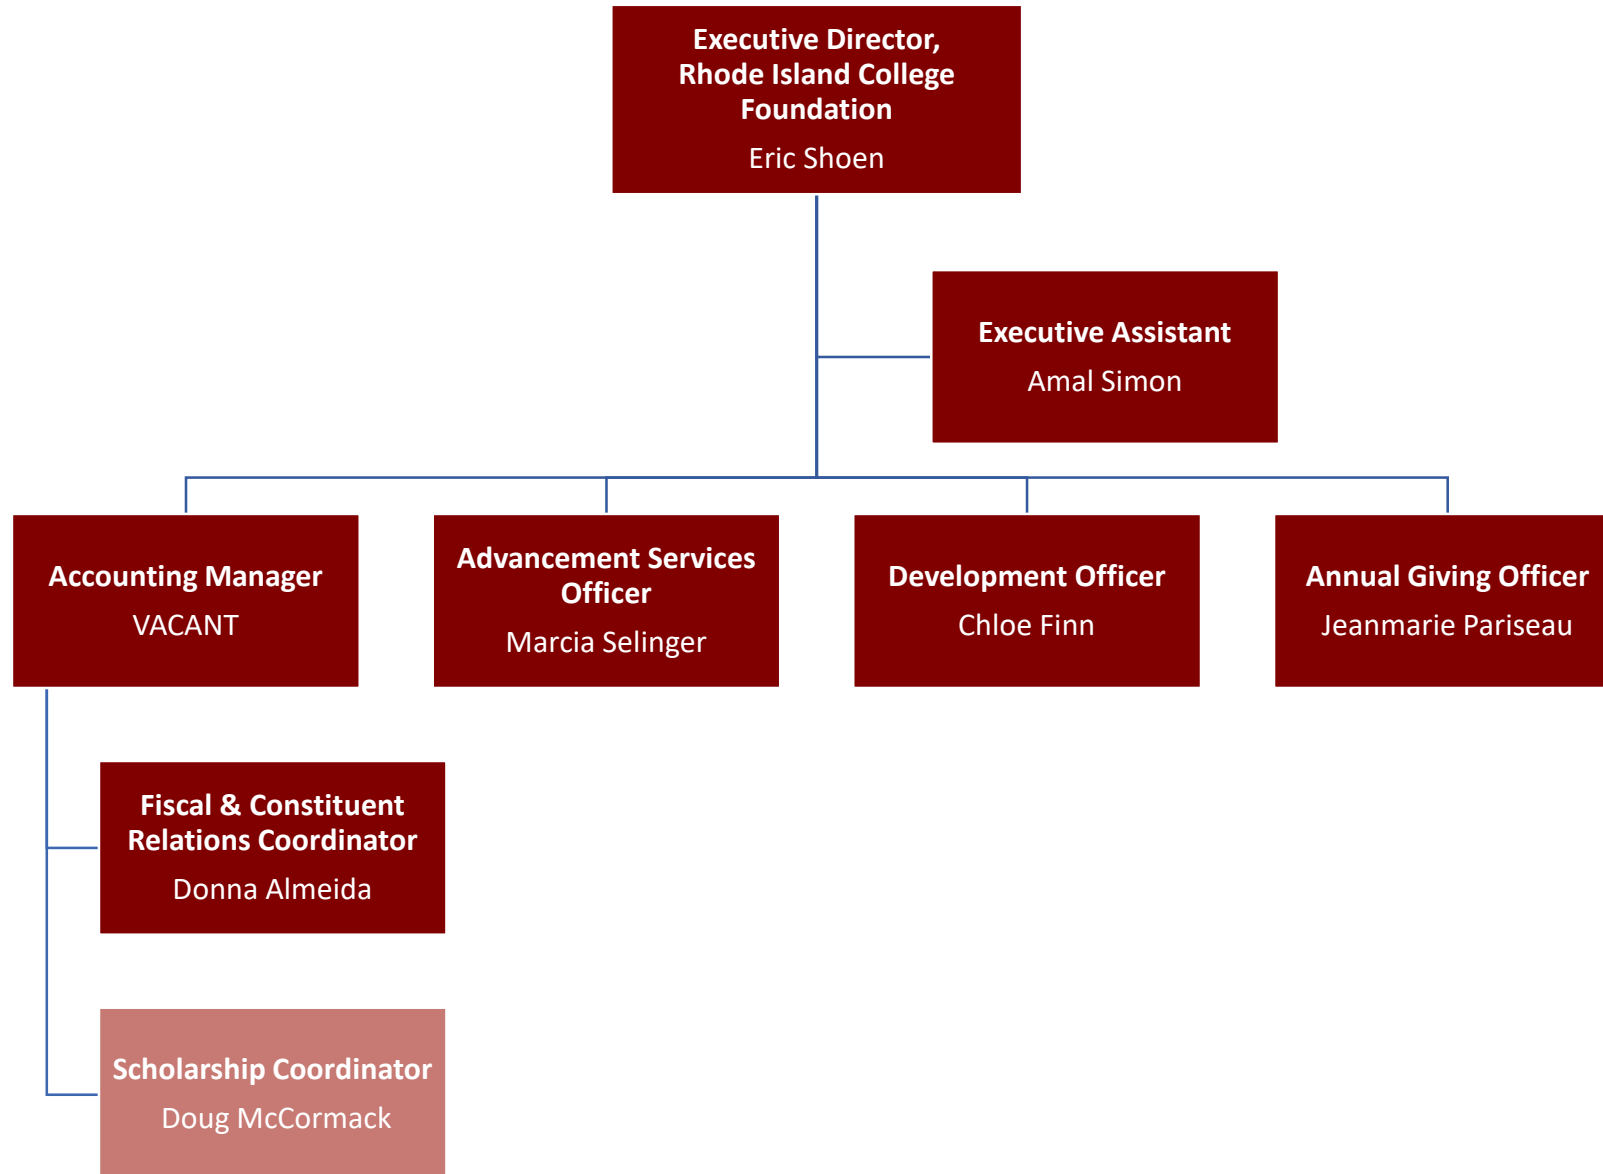 Executive Director,
Rhode Island College
Foundation
Eric Shoen
Executive Assistant
Amal Simon
Accounting Manager
VACANT
Advancement Services
Officer
Marcia Selinger
Development Officer
Chloe Finn
Annual Giving Officer
Jeanmarie Pariseau
Fiscal & Constituent
Relations Coordinator
Donna Almeida
Scholarship Coordinator
Doug McCormack